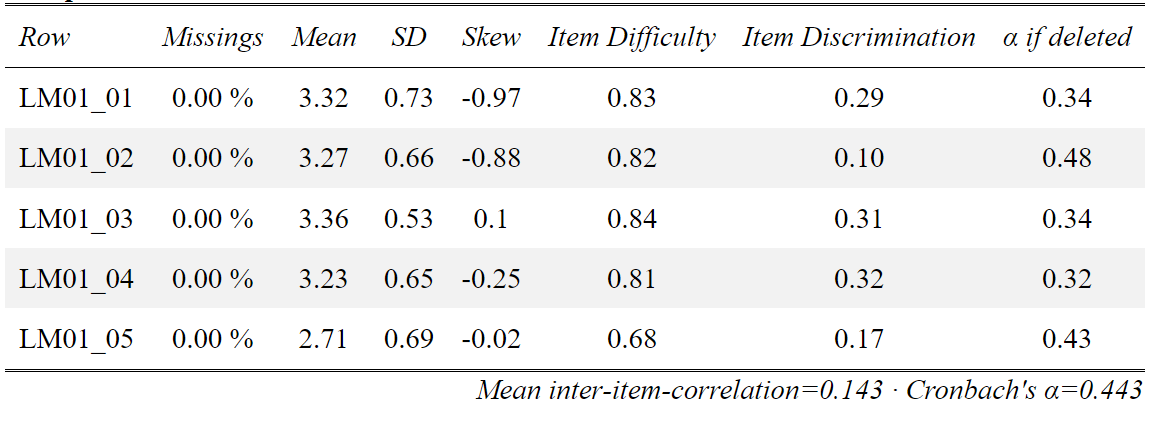 Row Missings Mean SD Skew Item Difficulty Item Discrimination α if deleted
LM01_01 0.00 % 3.32 0.73 -0.97 0.83 0.29 0.34
LM01_02 0.00 % 3.27 0.66 -0.88 0.82 0.10 0.48
LM01_03 0.00 % 3.36 0.53 0.1 0.84 0.31 0.34
LM01_04 0.00 % 3.23 0.65 -0.25 0.81 0.32 0.32
LM01_05 0.00 % 2.71 0.69 -0.02 0.68 0.17 0.43
Mean inter-item-correlation=0.143 · Cronbach's α=0.443